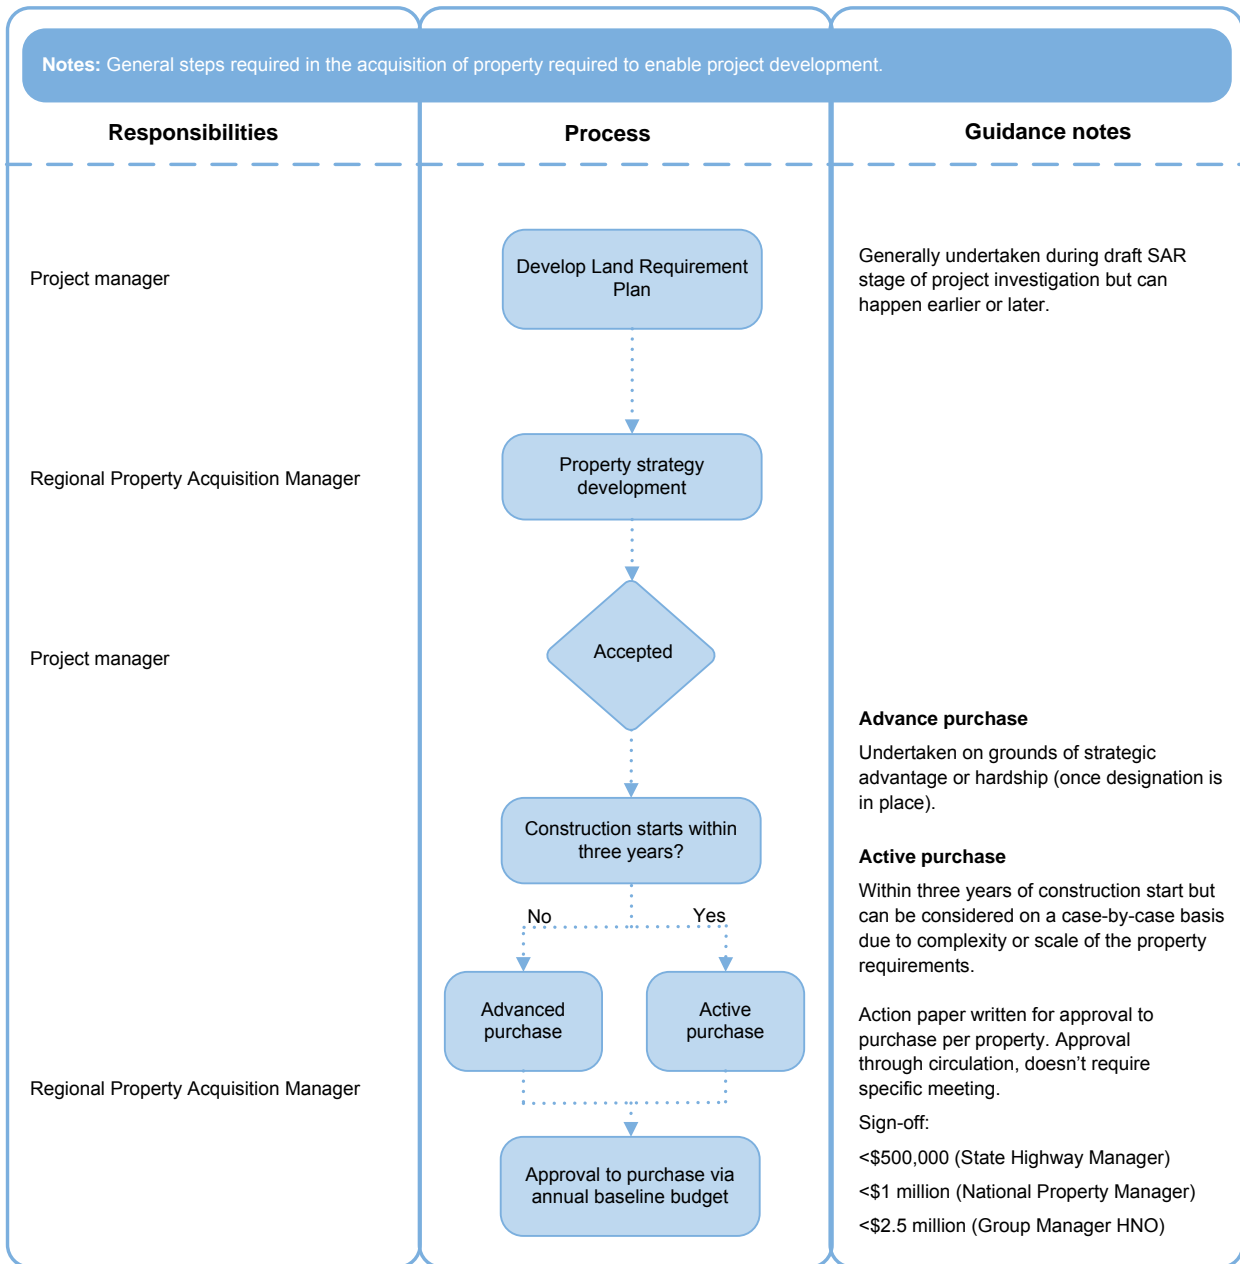 Notes: General steps required in the acquisition of property required to enable project development.
Responsibilities
Process
Guidance notes
Project manager
Develop Land Requirement
Plan
Generally undertaken during draft SAR
stage of project investigation but can
happen earlier or later.
Regional Property Acquisition Manager
Property strategy
development
Project manager
Accepted
Advance purchase
Undertaken on grounds of strategic
advantage or hardship (once designation is
in place).
Construction starts within
three years?
Active purchase
Within three years of construction start but
can be considered on a case-by-case basis
due to complexity or scale of the property
requirements.
No
Yes
Advanced
purchase
Active
purchase
Action paper written for approval to
purchase per property. Approval
through circulation, doesn’t require
specific meeting.
Regional Property Acquisition Manager
Approval to purchase via
annual baseline budget
Sign-off:
<$500,000 (State Highway Manager)
<$1 million (National Property Manager)
<$2.5 million (Group Manager HNO)